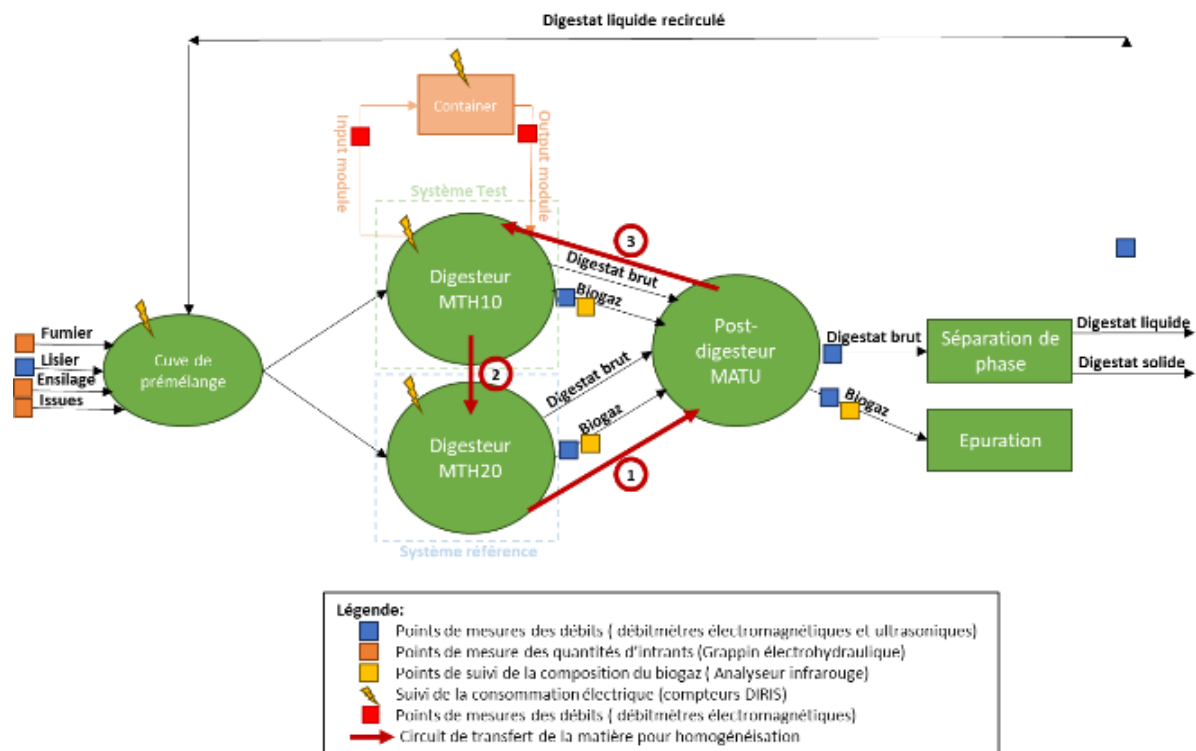 Digestat liquide recirculé
Container
Input module
Output module
Système Test
Digesteur
MTH10
3
Digestat brut
Biogaz
Post-
digesteur
MATU
Fumier
Lisier
Ensilage
Issues
Cuve de
prémélange
2
Digestat brut
Biogaz
Digesteur
MTH20
1
Système référence
Digestat brut
Biogaz
Séparation de
phase
Digestat liquide
Digestat solide
Epuration
Légende:
Points de mesures des débits ( débitmètres électromagnétiques et ultrasoniques)
Points de mesure des quantités d'intrants (Grappin électrohydraulique)
Points de suivi de la composition du biogaz ( Analyseur infrarouge)
Suivi de la consommation électrique (compteurs DIRIS)
Points de mesures des débits ( débitmètres électromagnétiques)
Circuit de transfert de la matière pour homogénéisation